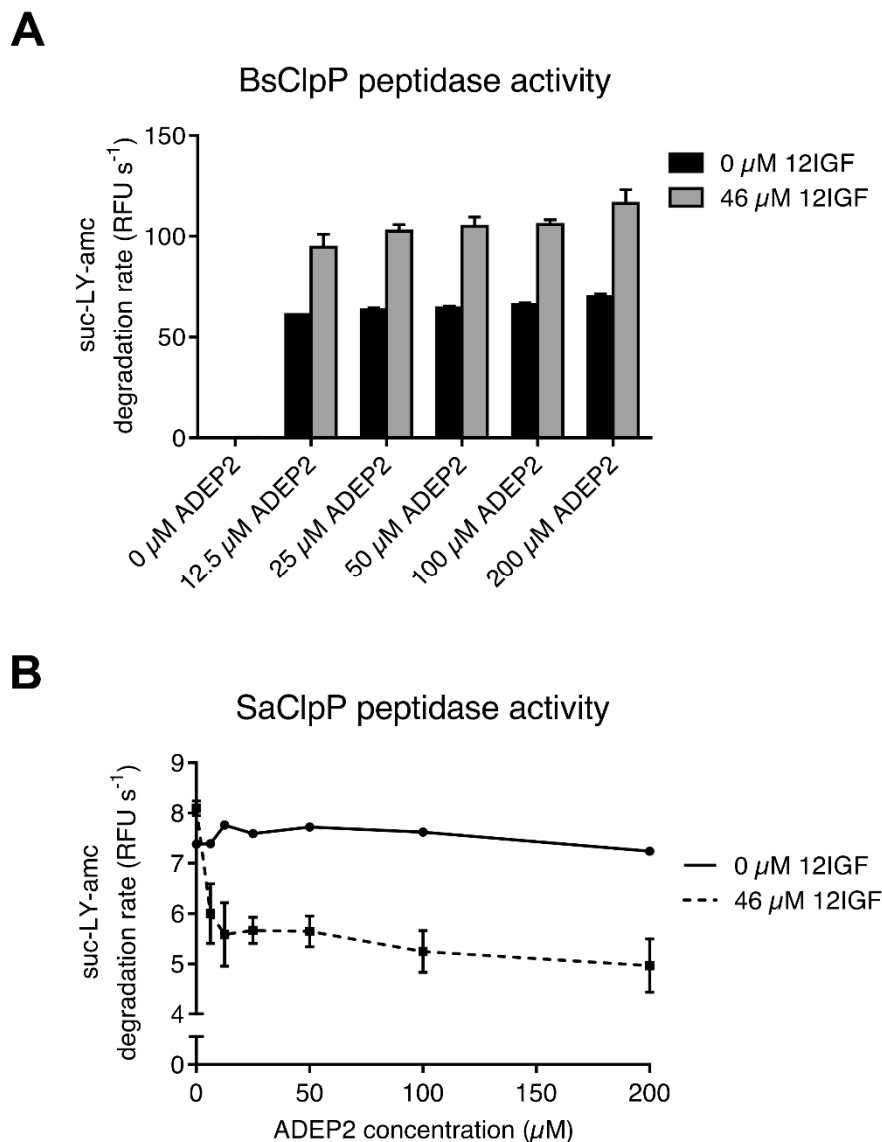 A
BsClpP peptidase activity
suc-LY-amc
degradation rate (RFU s⁻¹)
150
100
50
0
0 µM ADEP2
12.5 µM ADEP2
25 µM ADEP2
50 µM ADEP2
100 µM ADEP2
200 µM ADEP2
0 µM 12IGF
46 µM 12IGF
B
SaClpP peptidase activity
suc-LY-amc
degradation rate (RFU s⁻¹)
9
8
7
6
5
4
0
0
50
100
150
200
ADEP2 concentration (µM)
0 µM 12IGF
46 µM 12IGF